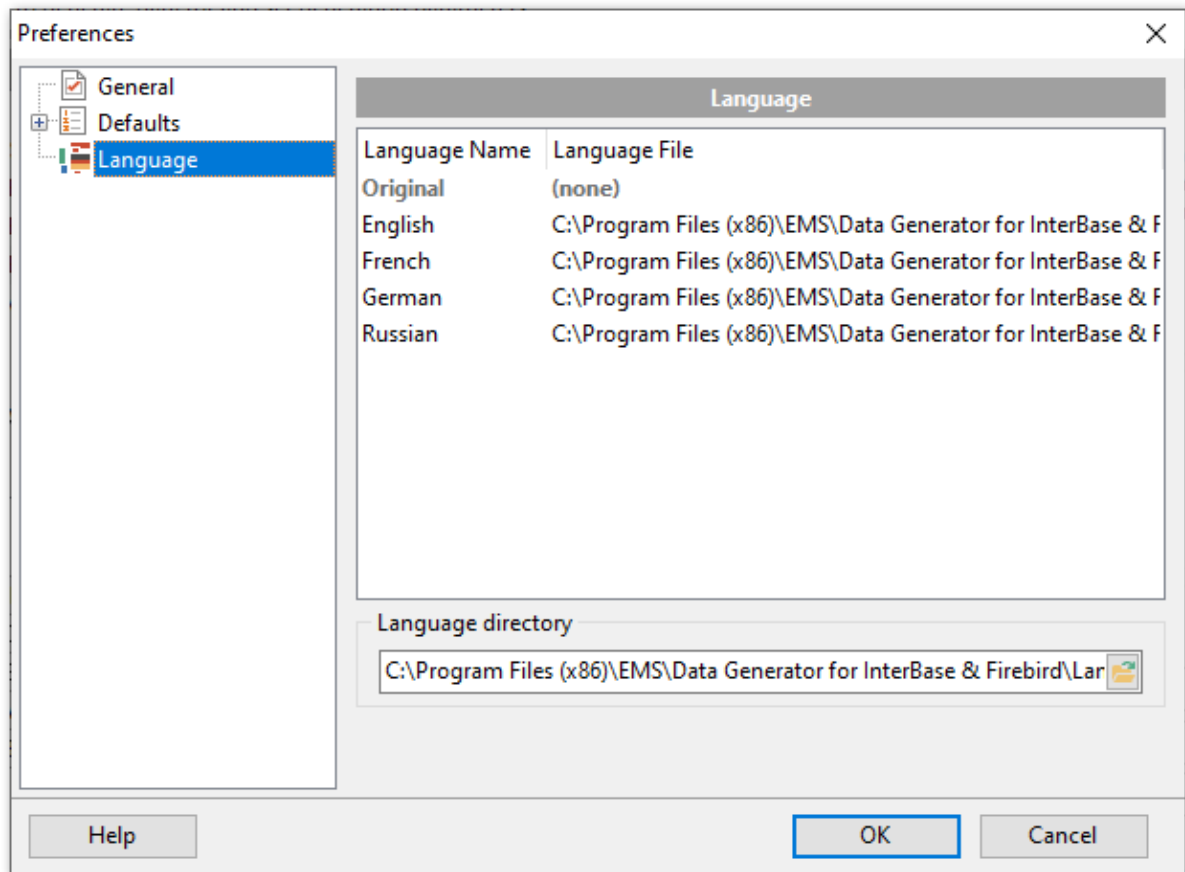 Preferences
General
Defaults
Language
Language
Language Name Language File
Original (none)
English C:\Program Files (x86)\EMS\Data Generator for InterBase & F
French C:\Program Files (x86)\EMS\Data Generator for InterBase & F
German C:\Program Files (x86)\EMS\Data Generator for InterBase & F
Russian C:\Program Files (x86)\EMS\Data Generator for InterBase & F
Language directory
C:\Program Files (x86)\EMS\Data Generator for InterBase & Firebird\Lar
Help OK Cancel